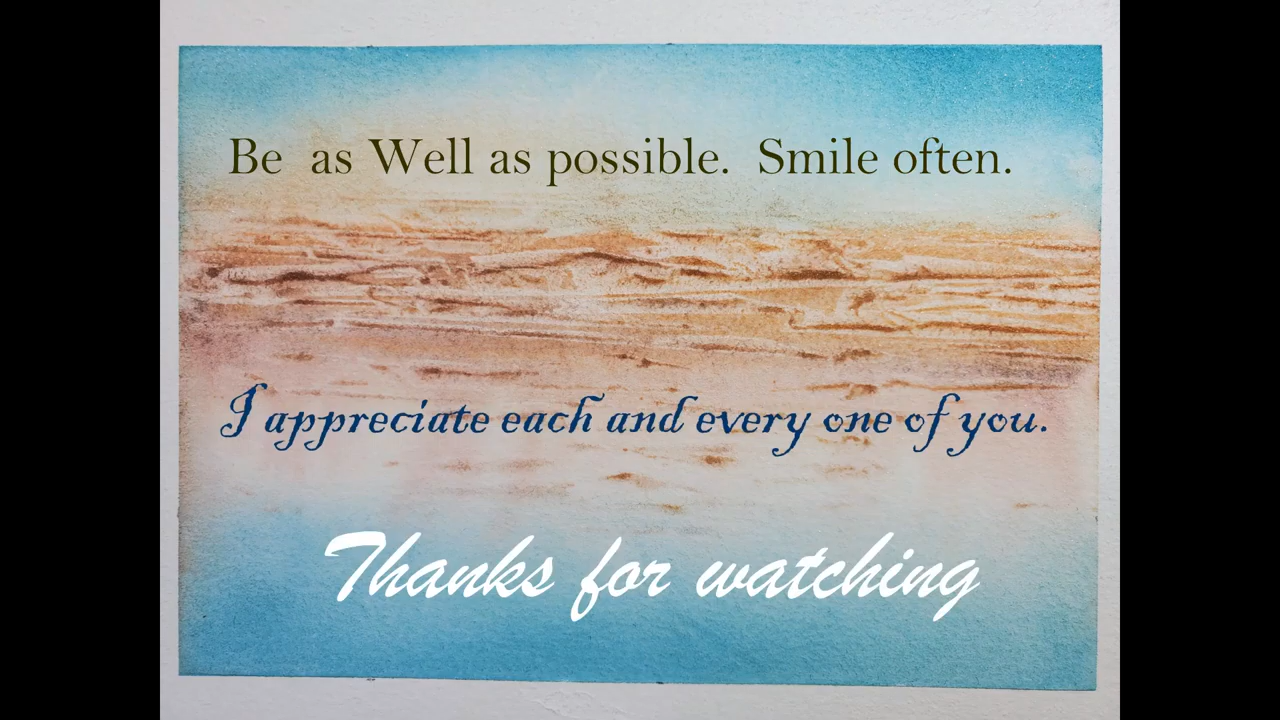 Be as Well as possible. Smile often.
I appreciate each and every one of you.
Thanks for watching